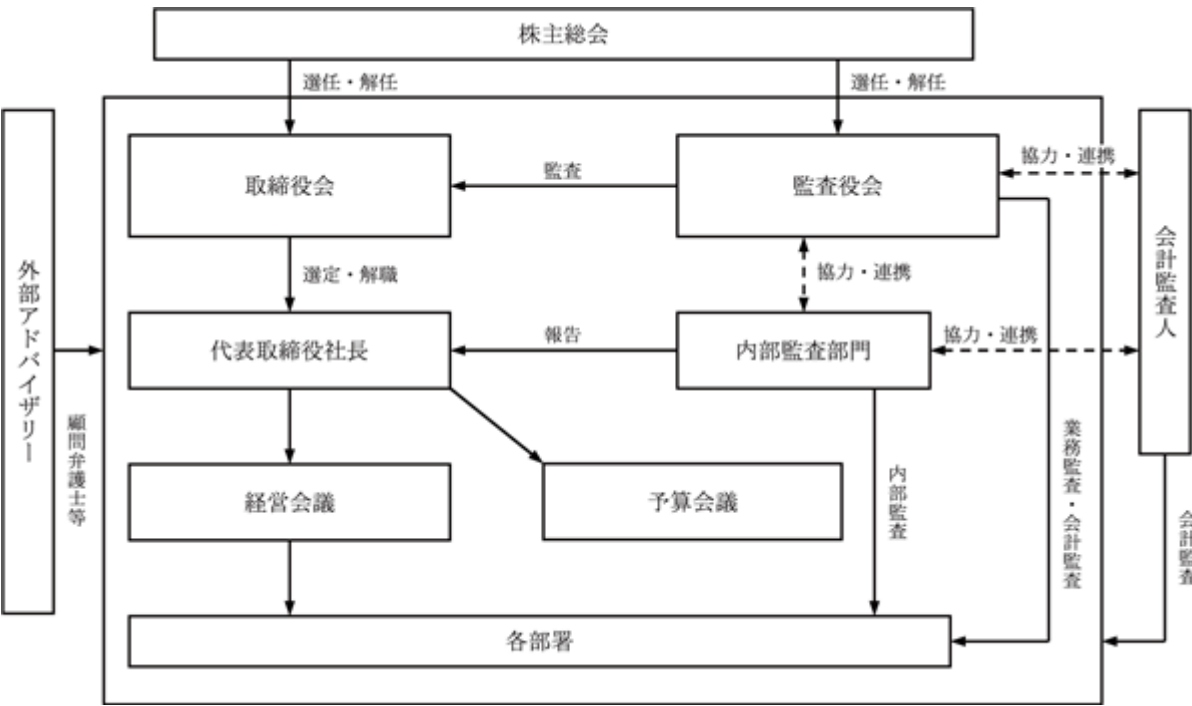 株主総会
選任・解任
選任・解任
取締役会
監査
監査役会
協力・連携
選定・解職
協力・連携
外部アドバイザリー
顧問弁護士等
会計監査人
代表取締役社長
報告
内部監査部門
協力・連携
経営会議
予算会議
内部監査
業務監査・会計監査
会計監査
各部署